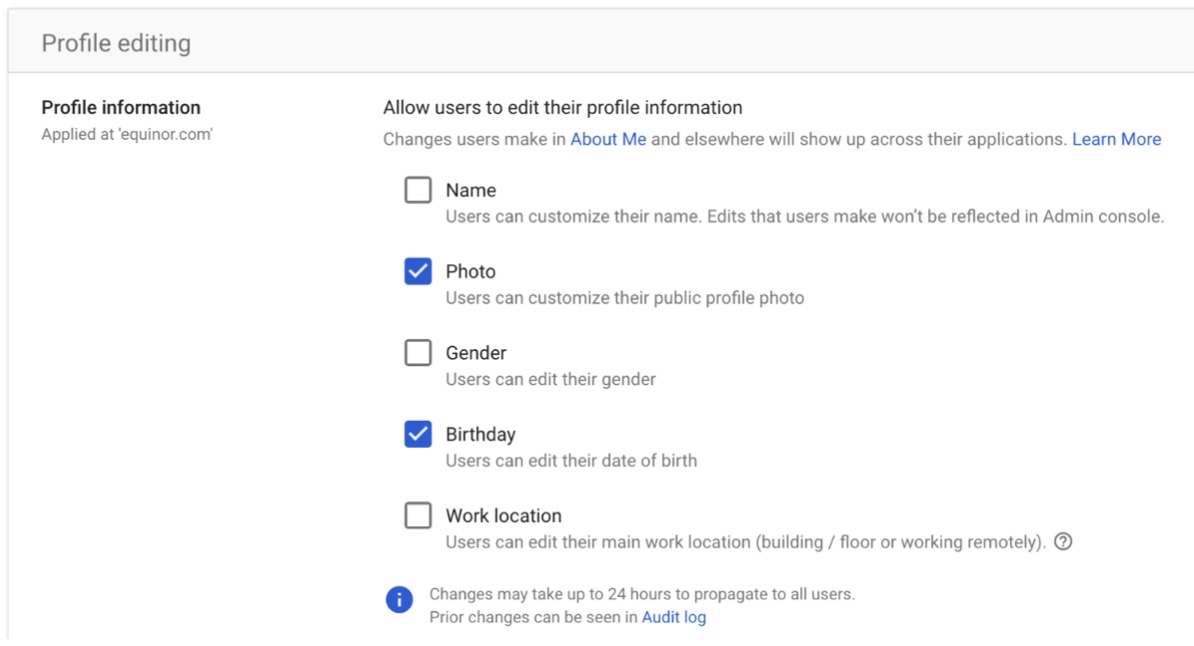 Profile editing
Profile information
Applied at 'equinor.com'
Allow users to edit their profile information
Changes users make in About Me and elsewhere will show up across their applications. Learn More
Name
Users can customize their name. Edits that users make won’t be reflected in Admin console.
Photo
Users can customize their public profile photo
Gender
Users can edit their gender
Birthday
Users can edit their date of birth
Work location
Users can edit their main work location (building / floor or working remotely).
Changes may take up to 24 hours to propagate to all users.
Prior changes can be seen in Audit log